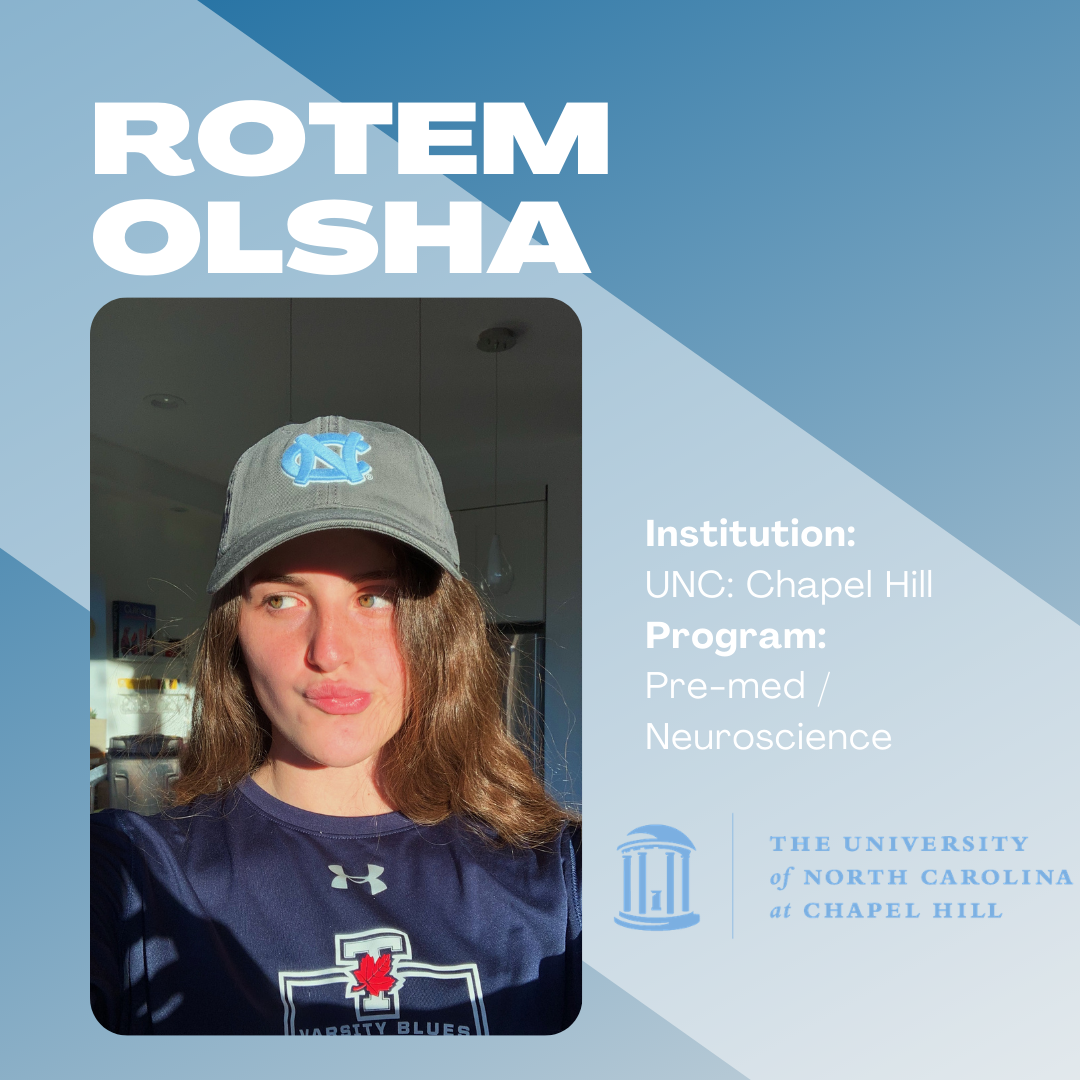 ROTEM
OLSHA
NC
Institution:
UNC: Chapel Hill
Program:
Pre-med /
Neuroscience
THE UNIVERSITY
of NORTH CAROLINA
at CHAPEL HILL
T
VARSITY BLUES